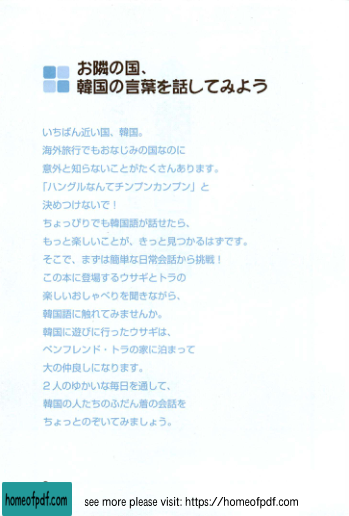 お隣の国、
韓国の言葉を話してみよう
いちばん近い国、韓国。
海外旅行でもおなじみの国なのに
意外と知らないことがたくさんあります。
「ハングルなんてチンプンカンプン」と
決めつけないで！
ちょっぴりでも韓国語が話せたら、
もっと楽しいことが、きっと見つかるはずです。
そこで、まずは簡単な日常会話から挑戦！
この本に登場するウサギとトラの
楽しいおしゃべりを聞きながら、
韓国語に触れてみませんか。
韓国に遊びに行ったウサギは、
ペンフレンド・トラの家に泊まって
大の仲良しになります。
２人のゆかいな毎日を通して、
韓国の人たちのふだん着の会話を
ちょっとのぞいてみましょう。
homeofpdf.com
see more please visit: https://homeofpdf.com